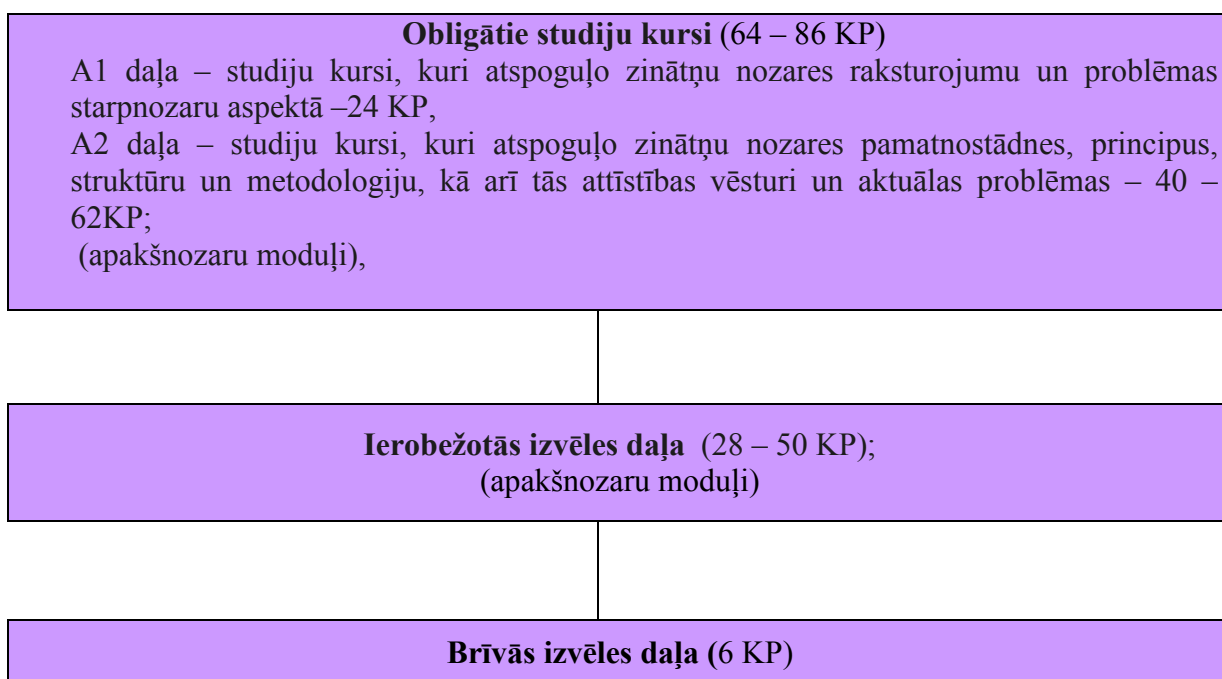 Obligātie studiju kursi (64 – 86 KP)
A1 daļa – studiju kursi, kuri atspoguļo zinātņu nozares raksturojumu un problēmas
starpnozaru aspektā –24 KP,
A2 daļa – studiju kursi, kuri atspoguļo zinātņu nozares pamatnostādnes, principus,
struktūru un metodologiju, kā arī tās attīstības vēsturi un aktuālas problēmas – 40 –
62KP;
(apakšnozaru moduļi),
Ierobežotās izvēles daļa (28 – 50 KP);
(apakšnozaru moduļi)
Brīvās izvēles daļa (6 KP)